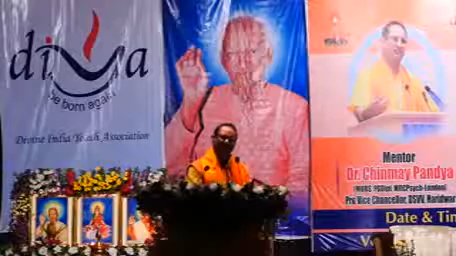 diya
be born again
Divine India Youth Association
Mentor
Dr. Chinmay Pandya
Pro Vice Chancellor, DSVV, Haridwar
Date & Tim